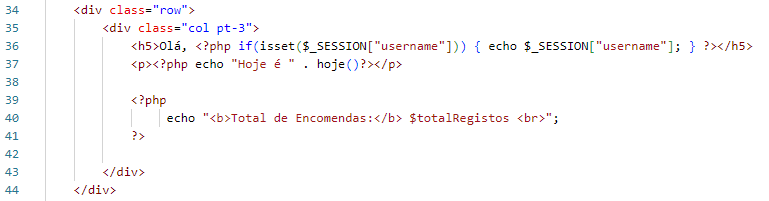 34 <div class="row">
35 <div class="col pt-3">
36 <h5>Olá, <?php if(isset($_SESSION["username"])) { echo $_SESSION["username"]; } ?></h5>
37 <p><?php echo "Hoje é " . hoje()?></p>
38
39 <?php
40 echo "<b>Total de Encomendas:</b> $totalRegistos <br>";
41 ?>
42
43 </div>
44 </div>